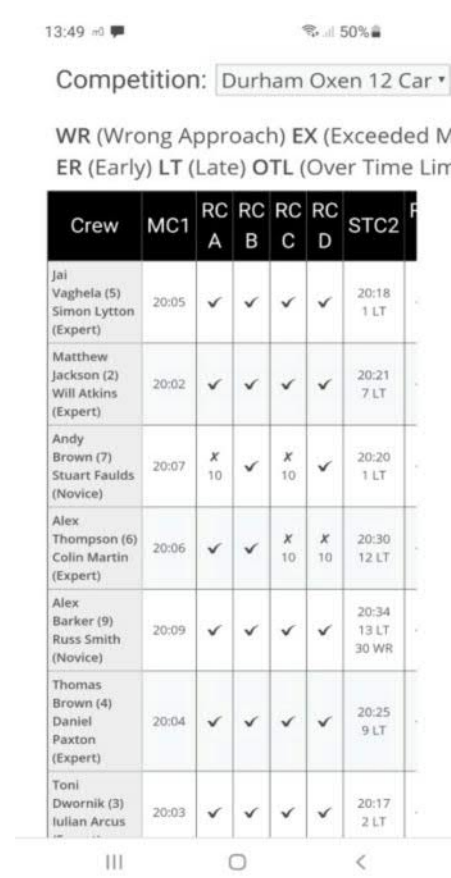 13:49 50%
Competition: Durham Oxen 12 Car
WR (Wrong Approach) EX (Exceeded M
ER (Early) LT (Late) OTL (Over Time Lim
Crew MC1 RC A RC B RC C RC D STC2
Jai
Vaghela (5)
Simon Lytton
(Expert)
20:05 ✓ ✓ ✓ ✓ 20:18
1 LT
Matthew
Jackson (2)
Will Atkins
(Expert)
20:02 ✓ ✓ ✓ ✓ 20:21
7 LT
Andy
Brown (7)
Stuart Faulds
(Novice)
20:07 ✗ 10 ✓ ✗ 10 ✓ 20:20
1 LT
Alex
Thompson (6)
Colin Martin
(Expert)
20:06 ✓ ✓ ✗ 10 ✗ 10 20:30
12 LT
Alex
Barker (9)
Russ Smith
(Novice)
20:09 ✓ ✓ ✓ ✓ 20:34
13 LT
30 WR
Thomas
Brown (4)
Daniel
Paxton
(Expert)
20:04 ✓ ✓ ✓ ✓ 20:25
9 LT
Toni
Dwornik (3)
Iulian Arcus
20:03 ✓ ✓ ✓ ✓ 20:17
2 LT